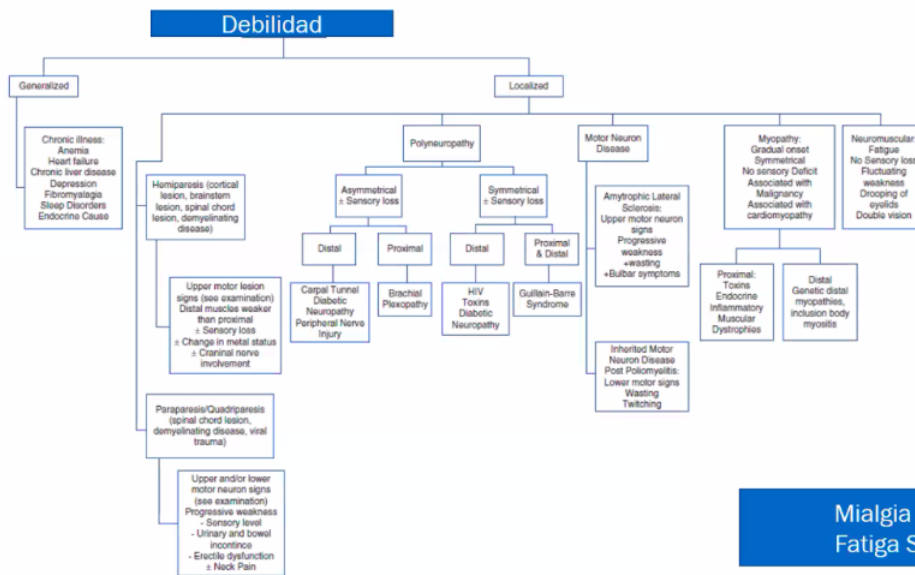 Debilidad
Generalized
Localized
Chronic illness:
Anemia
Heart failure
Chronic liver disease
Depression
Fibromyalagia
Sleep Disorders
Endocrine Cause
Hemiparesis (cortical
lesion, brainstem
lesion, spinal chord
lesion, demyelinating
disease)
Upper motor lesion
signs (see examination)
Distal muscles weaker
than proximal
± Sensory loss
± Change in metal status
± Craninal nerve
involvement
Paraparesis/Quadriparesis
(spinal chord lesion,
demyelinating disease, viral
trauma)
Upper and/or lower
motor neuron signs
(see examination)
Progressive weakness
- Sensory level
- Urinary and bowel
incontince
- Erectile dysfunction
± Neck Pain
Polyneuropathy
Asymmetrical
± Sensory loss
Distal
Carpal Tunnel
Diabetic
Neuropathy
Peripheral Nerve
Injury
Proximal
Brachial
Plexopathy
Symmetrical
± Sensory loss
Distal
HIV
Toxins
Diabetic
Neuropathy
Proximal
& Distal
Guillain-Barre
Syndrome
Motor Neuron
Disease
Amytrophic Lateral
Sclerosis:
Upper motor neuron
signs
Progressive
weakness
+wasting
+Bulbar symptoms
Inherited Motor
Neuron Disease
Post Poliomyelitis:
Lower motor signs
Wasting
Twitching
Myopathy:
Gradual onset
Symmetrical
No sensory Deficit
Associated with
Malignancy
Associated with
cardiomyopathy
Proximal:
Toxins
Endocrine
Inflammatory
Muscular
Dystrophies
Distal
Genetic distal
myopathies,
inclusion body
myositis
Neuromuscular:
Fatigue
No Sensory loss
Fluctuating
weakness
Drooping of
eyelids
Double vision
Mialgia
Fatiga S